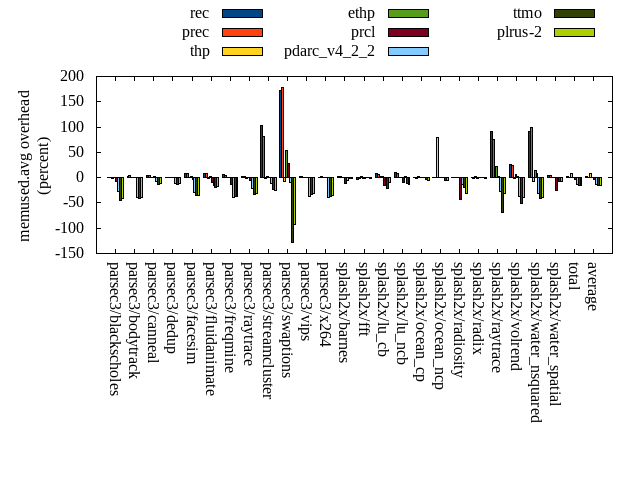 rec
prec
thp
ethp
prcl
pdarc_v4_2_2
ttmo
plrus-2
memused.avg overhead
(percent)
200
150
100
50
0
-50
-100
-150
parsec3/blackscholes
parsec3/bodytrack
parsec3/canneal
parsec3/dedup
parsec3/facesim
parsec3/fluidanimate
parsec3/freqmine
parsec3/raytrace
parsec3/streamcluster
parsec3/swaptions
parsec3/vips
parsec3/x264
splash2x/barnes
splash2x/fft
splash2x/lu_cb
splash2x/lu_ncb
splash2x/ocean_cp
splash2x/ocean_ncp
splash2x/radiosity
splash2x/radix
splash2x/raytrace
splash2x/volrend
splash2x/water_nsquared
splash2x/water_spatial
total
average